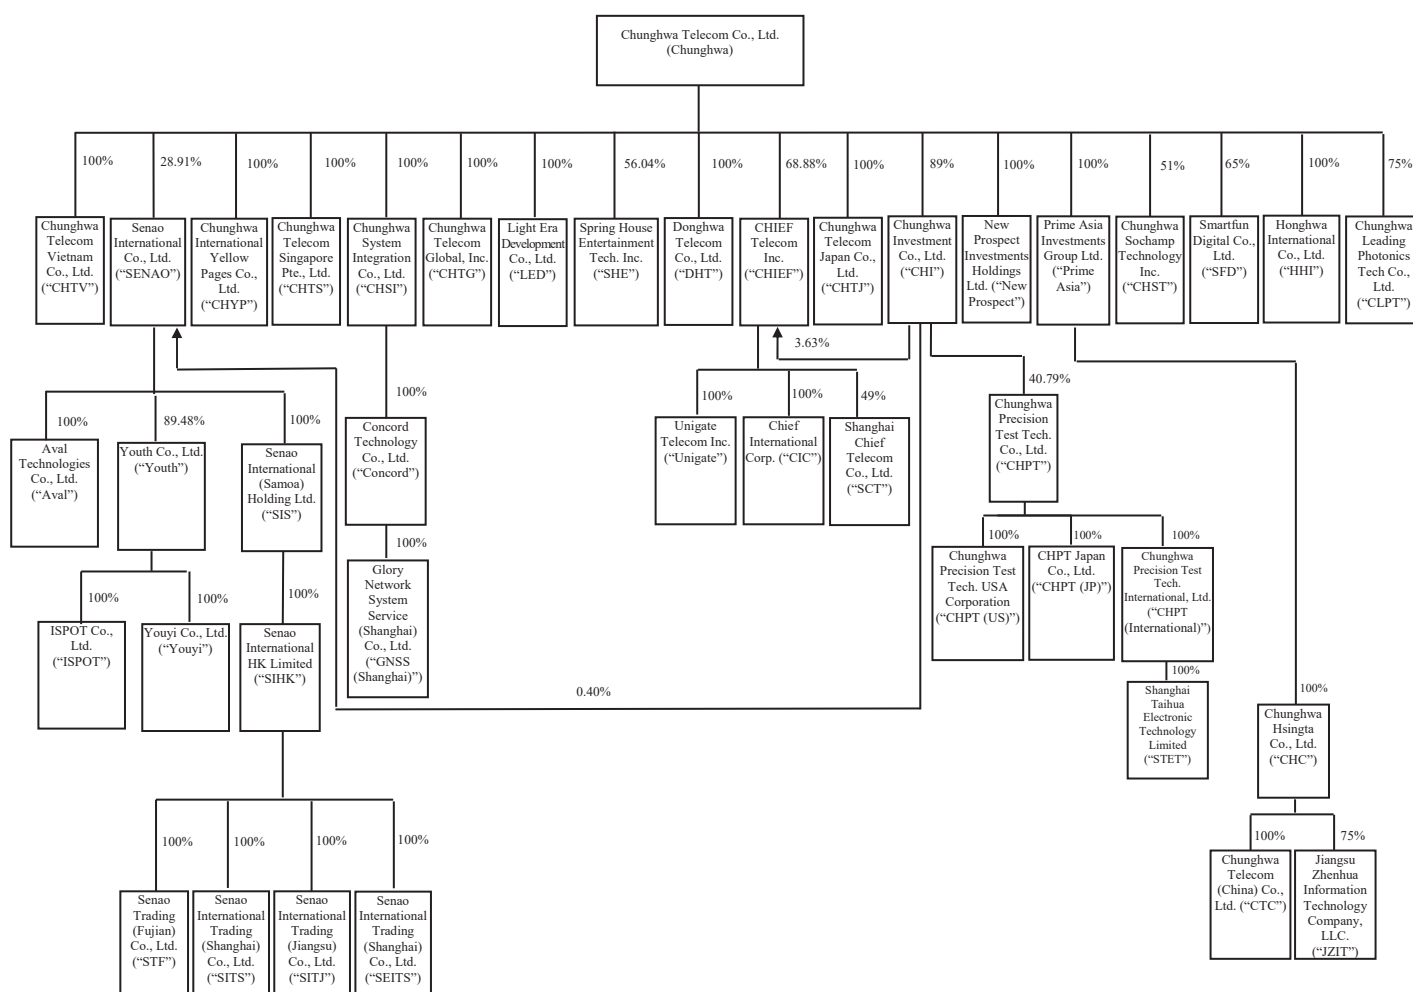 Chunghwa Telecom Co., Ltd.
(Chunghwa)
100%
28.91%
100%
100%
100%
100%
100%
56.04%
100%
68.88%
100%
89%
100%
100%
51%
65%
100%
75%
Chunghwa
Telecom
Vietnam
Co., Ltd.
(“CHTV”)
Senao
International
Co., Ltd.
(“SENAO”)
Chunghwa
International
Yellow
Pages Co.,
Ltd.
(“CHYP”)
Chunghwa
Telecom
Singapore
Pte., Ltd.
(“CHTS”)
Chunghwa
System
Integration
Co., Ltd.
(“CHSI”)
Chunghwa
Telecom
Global, Inc.
(“CHTG”)
Light Era
Development
Co., Ltd.
(“LED”)
Spring House
Entertainment
Tech. Inc.
(“SHE”)
Donghwa
Telecom
Co., Ltd.
(“DHT”)
CHIEF
Telecom
Inc.
(“CHIEF”)
Chunghwa
Telecom
Japan Co.,
Ltd.
(“CHTJ”)
Chunghwa
Investment
Co., Ltd.
(“CHI”)
New
Prospect
Investments
Holdings
Ltd. (“New
Prospect”)
Prime Asia
Investments
Group Ltd.
(“Prime
Asia”)
Chunghwa
Sochamp
Technology
Inc.
(“CHST”)
Smartfun
Digital Co.,
Ltd.
(“SFD”)
Honghwa
International
Co., Ltd.
(“HHI”)
Chunghwa
Leading
Photonics
Tech Co.,
Ltd.
(“CLPT”)
3.63%
100%
89.48%
100%
100%
100%
100%
49%
40.79%
Aval
Technologies
Co., Ltd.
(“Aval”)
Youth Co., Ltd.
(“Youth”)
Senao
International
(Samoa)
Holding Ltd.
(“SIS”)
Concord
Technology
Co., Ltd.
(“Concord”)
Unigate
Telecom Inc.
(“Unigate”)
Chief
International
Corp. (“CIC”)
Shanghai
Chief
Telecom
Co., Ltd.
(“SCT”)
Chunghwa
Precision
Test Tech.
Co., Ltd.
(“CHPT”)
100%
100%
100%
100%
100%
100%
100%
ISPOT Co.,
Ltd.
(“ISPOT”)
Youyi Co., Ltd.
(“Youyi”)
Senao
International
HK Limited
(“SIHK”)
Glory
Network
System
Service
(Shanghai)
Co., Ltd.
(“GNSS
(Shanghai)”)
Chunghwa
Precision Test
Tech. USA
Corporation
(“CHPT (US)”)
CHPT Japan
Co., Ltd.
(“CHPT (JP)”)
Chunghwa
Precision Test
Tech.
International, Ltd.
(“CHPT
(International)”)
0.40%
100%
100%
Shanghai
Taihua
Electronic
Technology
Limited
(“STET”)
Chunghwa
Hsingta
Co., Ltd.
(“CHC”)
100%
100%
100%
100%
100%
75%
Senao
Trading
(Fujian)
Co., Ltd.
(“STF”)
Senao
International
Trading
(Shanghai)
Co., Ltd.
(“SITS”)
Senao
International
Trading
(Jiangsu)
Co., Ltd.
(“SITJ”)
Senao
International
Trading
(Shanghai)
Co., Ltd.
(“SEITS”)
Chunghwa
Telecom
(China) Co.,
Ltd. (“CTC”)
Jiangsu
Zhenhua
Information
Technology
Company,
LLC.
(“JZIT”)